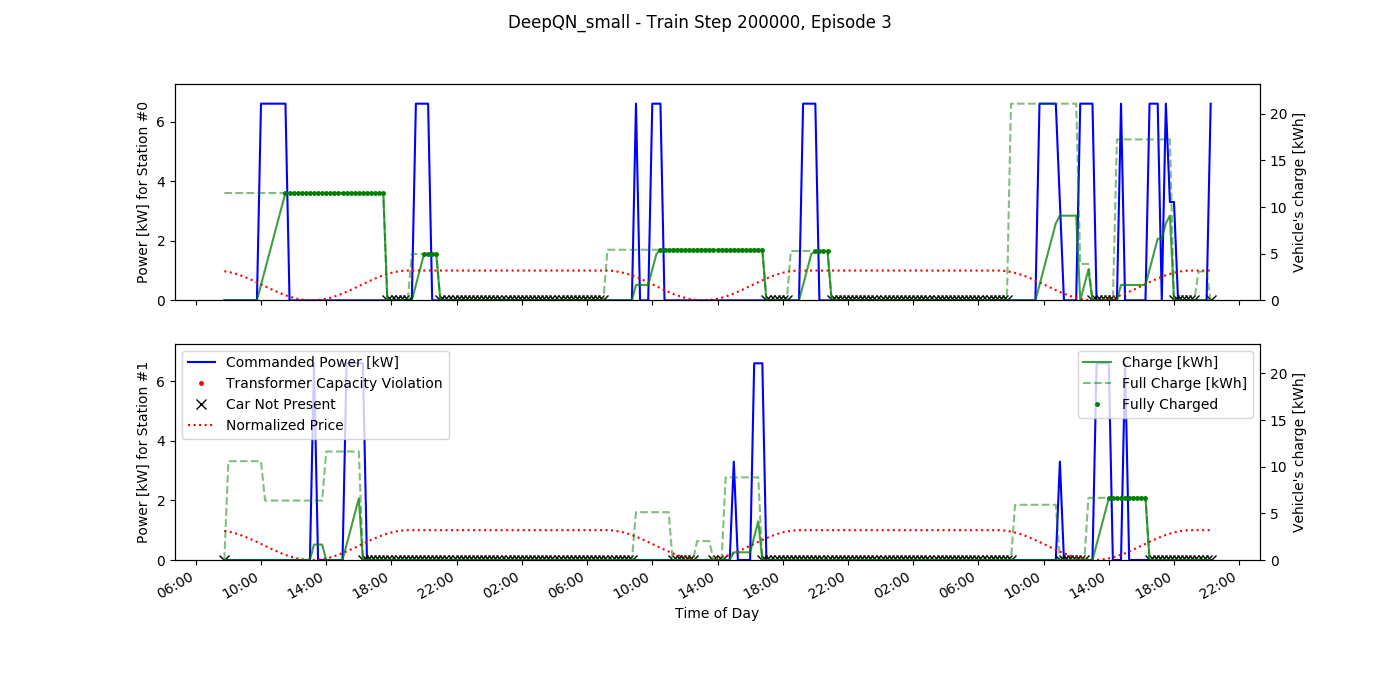 DeepQN_small - Train Step 200000, Episode 3
Power [kW] for Station #0
6
4
2
0
20
15
10
5
0
Vehicle's charge [kWh]
Power [kW] for Station #1
6
4
2
0
Commanded Power [kW]
Transformer Capacity Violation
Car Not Present
Normalized Price
Charge [kWh]
Full Charge [kWh]
Fully Charged
20
15
10
5
0
Vehicle's charge [kWh]
06:00 10:00 14:00 18:00 22:00 02:00 06:00 10:00 14:00 18:00 22:00 02:00 06:00 10:00 14:00 18:00 22:00
Time of Day